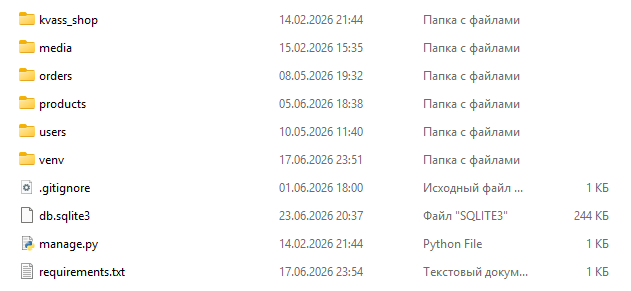 kvass_shop 14.02.2026 21:44 Папка с файлами
media 15.02.2026 15:35 Папка с файлами
orders 08.05.2026 19:32 Папка с файлами
products 05.06.2026 18:38 Папка с файлами
users 10.05.2026 11:40 Папка с файлами
venv 17.06.2026 23:51 Папка с файлами
.gitignore 01.06.2026 18:00 Исходный файл ... 1 КБ
db.sqlite3 23.06.2026 20:37 Файл "SQLITE3" 244 КБ
manage.py 14.02.2026 21:44 Python File 1 КБ
requirements.txt 17.06.2026 23:54 Текстовый докум... 1 КБ